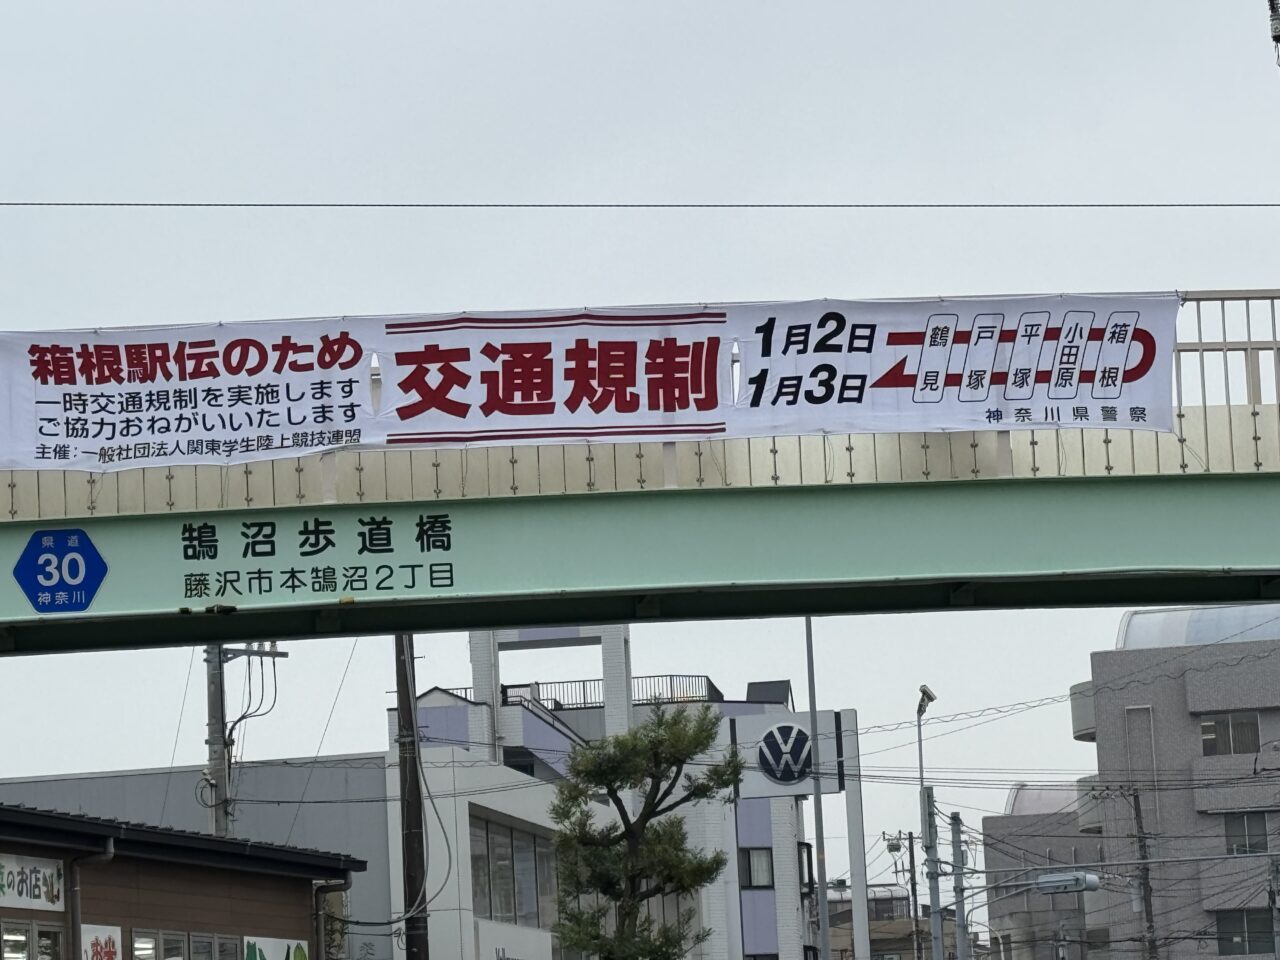 箱根駅伝のため
一時交通規制を実施します
ご協力おねがいいたします
主催：一般社団法人関東学生陸上競技連盟
交通規制
1月2日
1月3日
鶴見
戸塚
平塚
小田原
箱根
神奈川県警察
県道
30
神奈川
鵠沼歩道橋
藤沢市本鵠沼2丁目
のお店